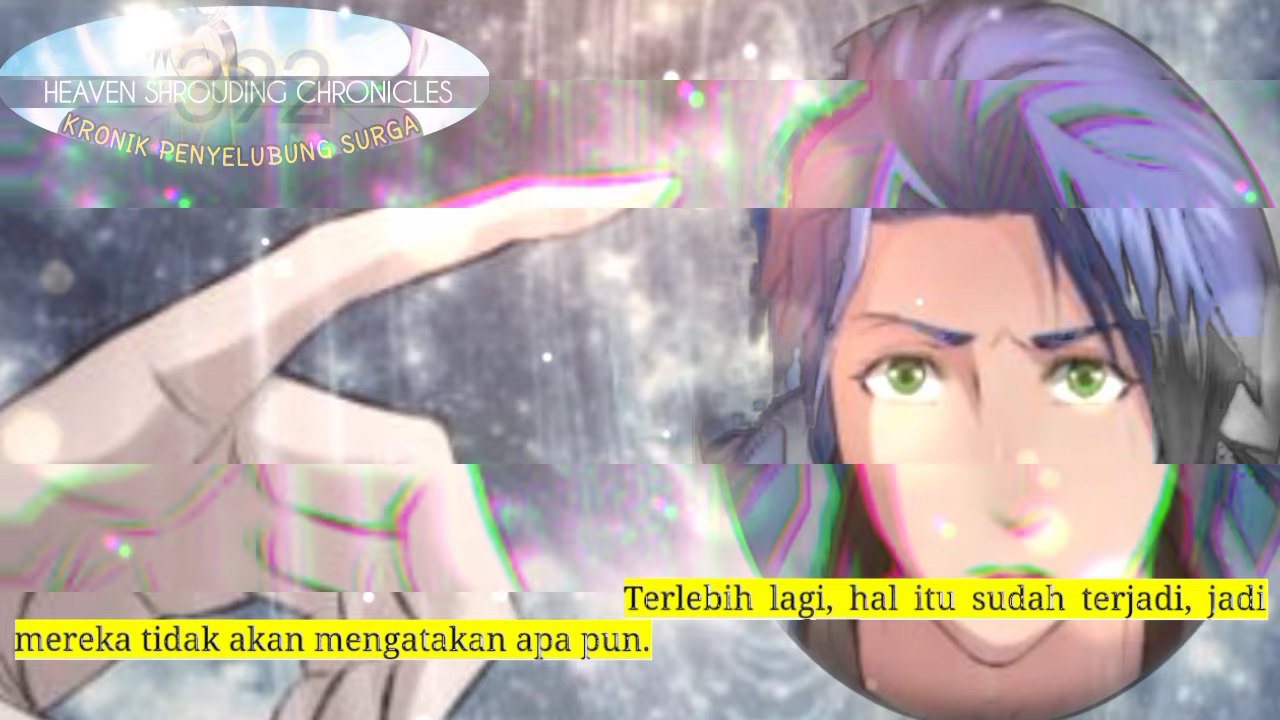 392
HEAVEN SHROUDING CHRONICLES
KRONIK PENYELUBUNG SURGA
Terlebih lagi, hal itu sudah terjadi, jadi
mereka tidak akan mengatakan apa pun.